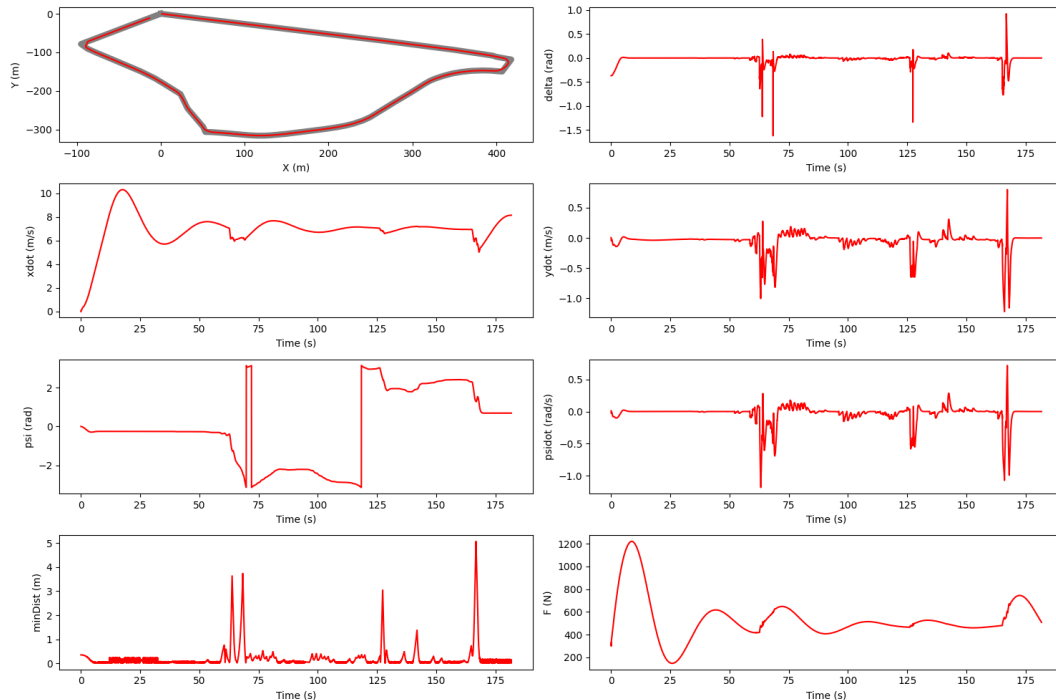 0
−100
−200
−300
Y (m)
−100 0 100 200 300 400
X (m)
0.5
0.0
−0.5
−1.0
−1.5
delta (rad)
0 25 50 75 100 125 150 175
Time (s)
10
8
6
4
2
0
xdot (m/s)
0 25 50 75 100 125 150 175
Time (s)
0.5
0.0
−0.5
−1.0
ydot (m/s)
0 25 50 75 100 125 150 175
Time (s)
2
0
−2
psi (rad)
0 25 50 75 100 125 150 175
Time (s)
0.5
0.0
−0.5
−1.0
psidot (rad/s)
0 25 50 75 100 125 150 175
Time (s)
5
4
3
2
1
0
minDist (m)
0 25 50 75 100 125 150 175
Time (s)
1200
1000
800
600
400
200
F (N)
0 25 50 75 100 125 150 175
Time (s)